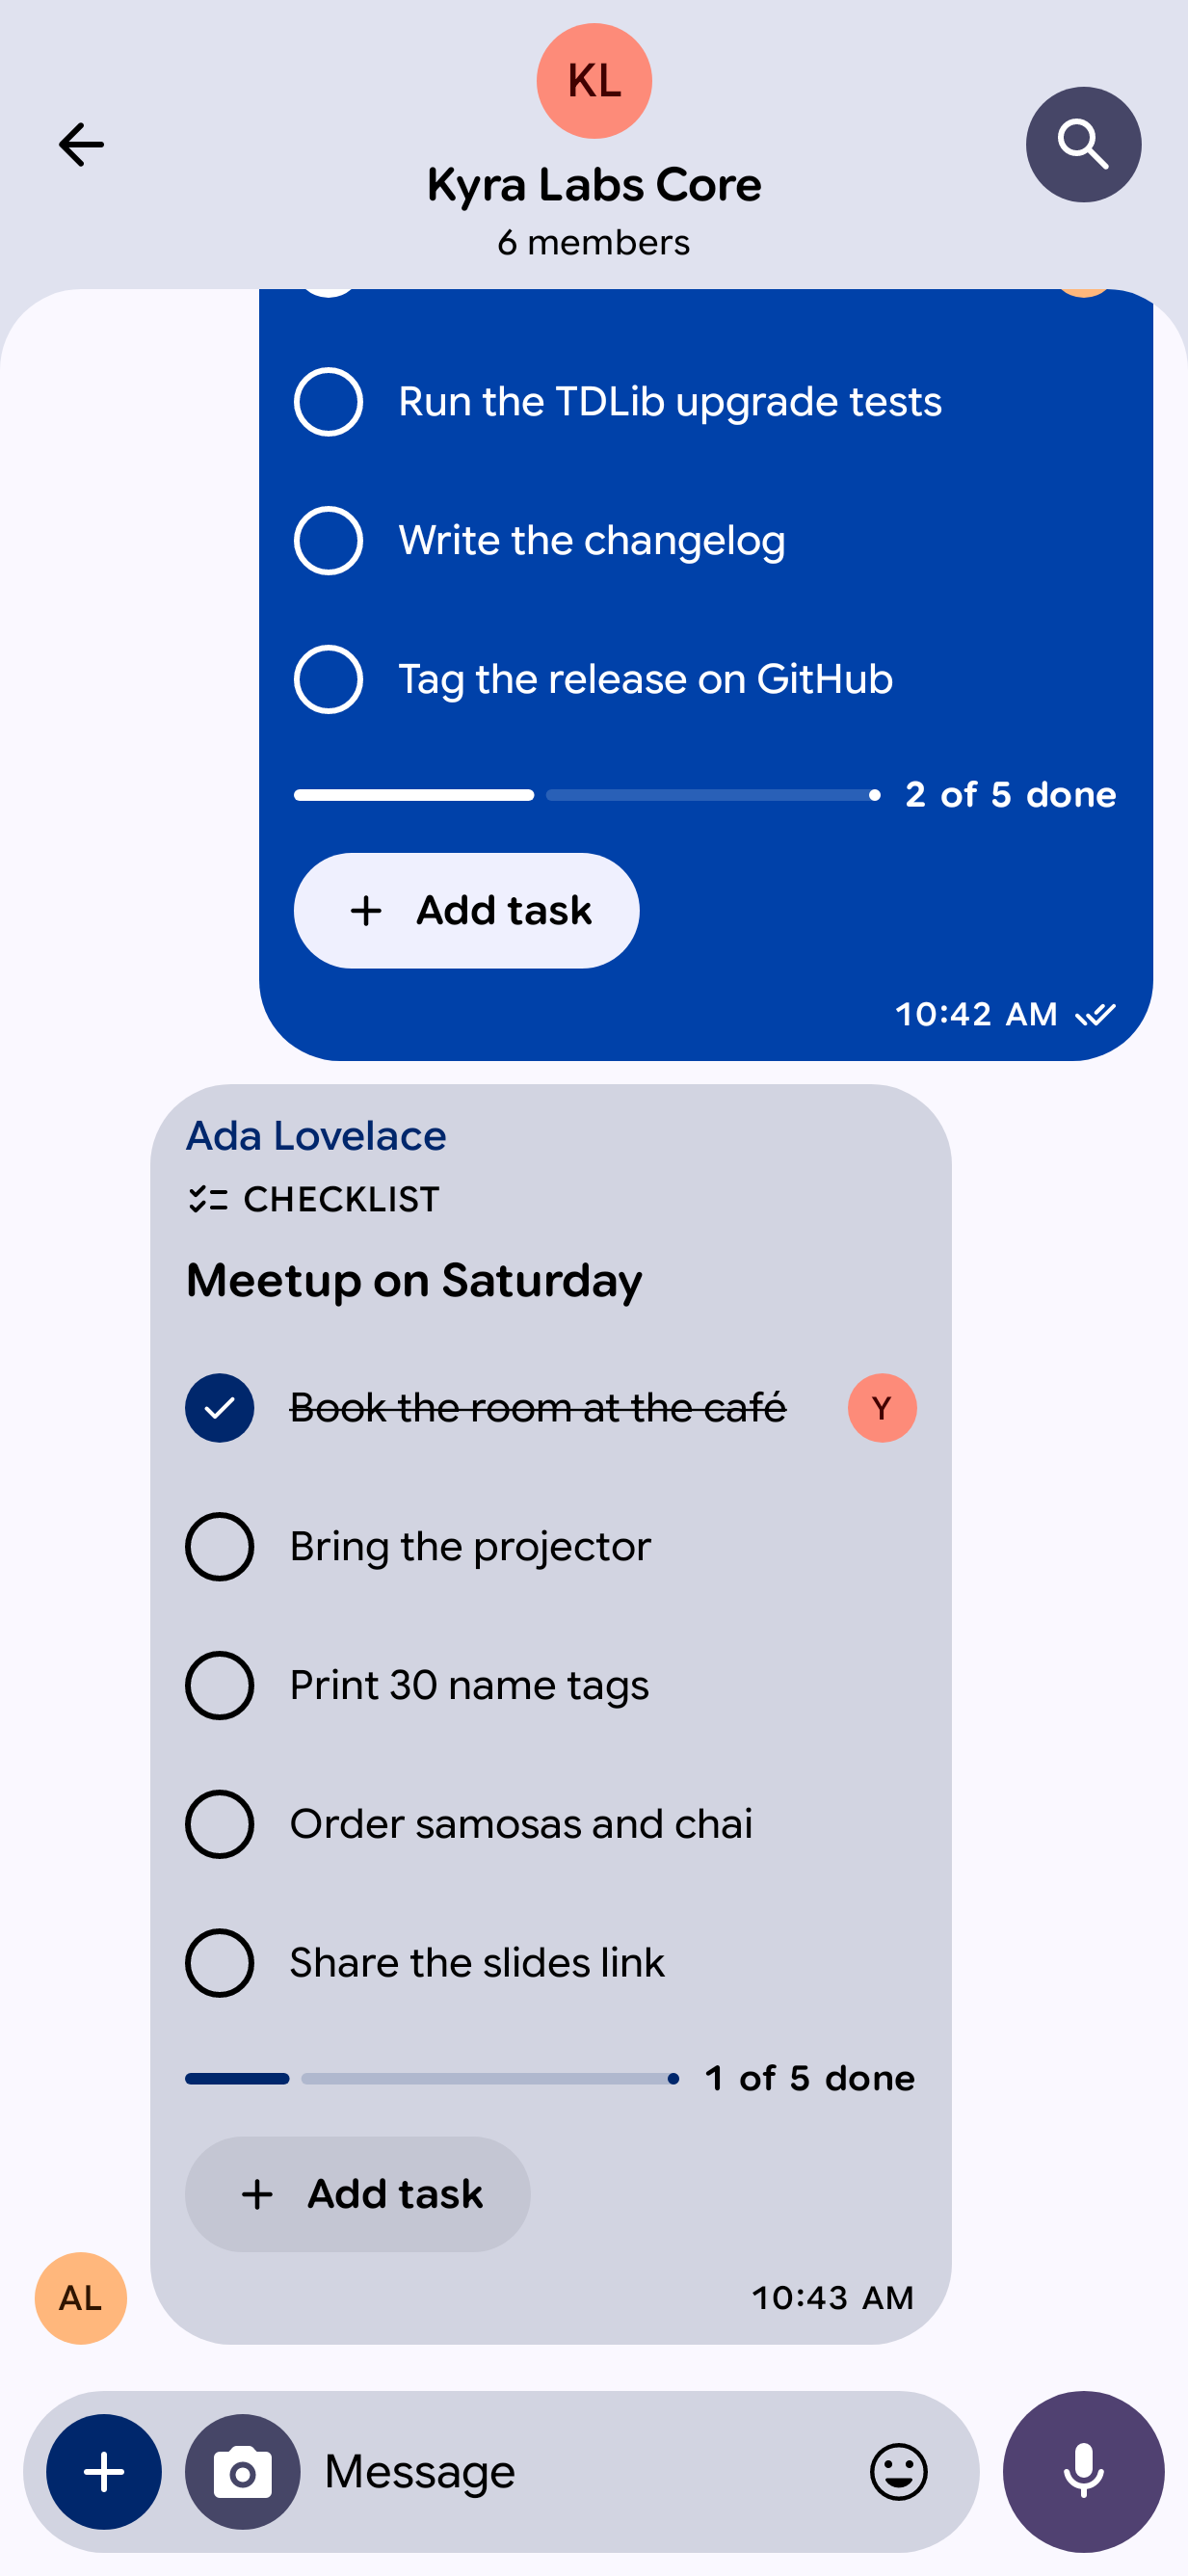 KL
Kyra Labs Core
6 members
Run the TDLib upgrade tests
Write the changelog
Tag the release on GitHub
2 of 5 done
Add task
10:42 AM
Ada Lovelace
CHECKLIST
Meetup on Saturday
Book the room at the café Y
Bring the projector
Print 30 name tags
Order samosas and chai
Share the slides link
1 of 5 done
Add task
AL
10:43 AM
Message